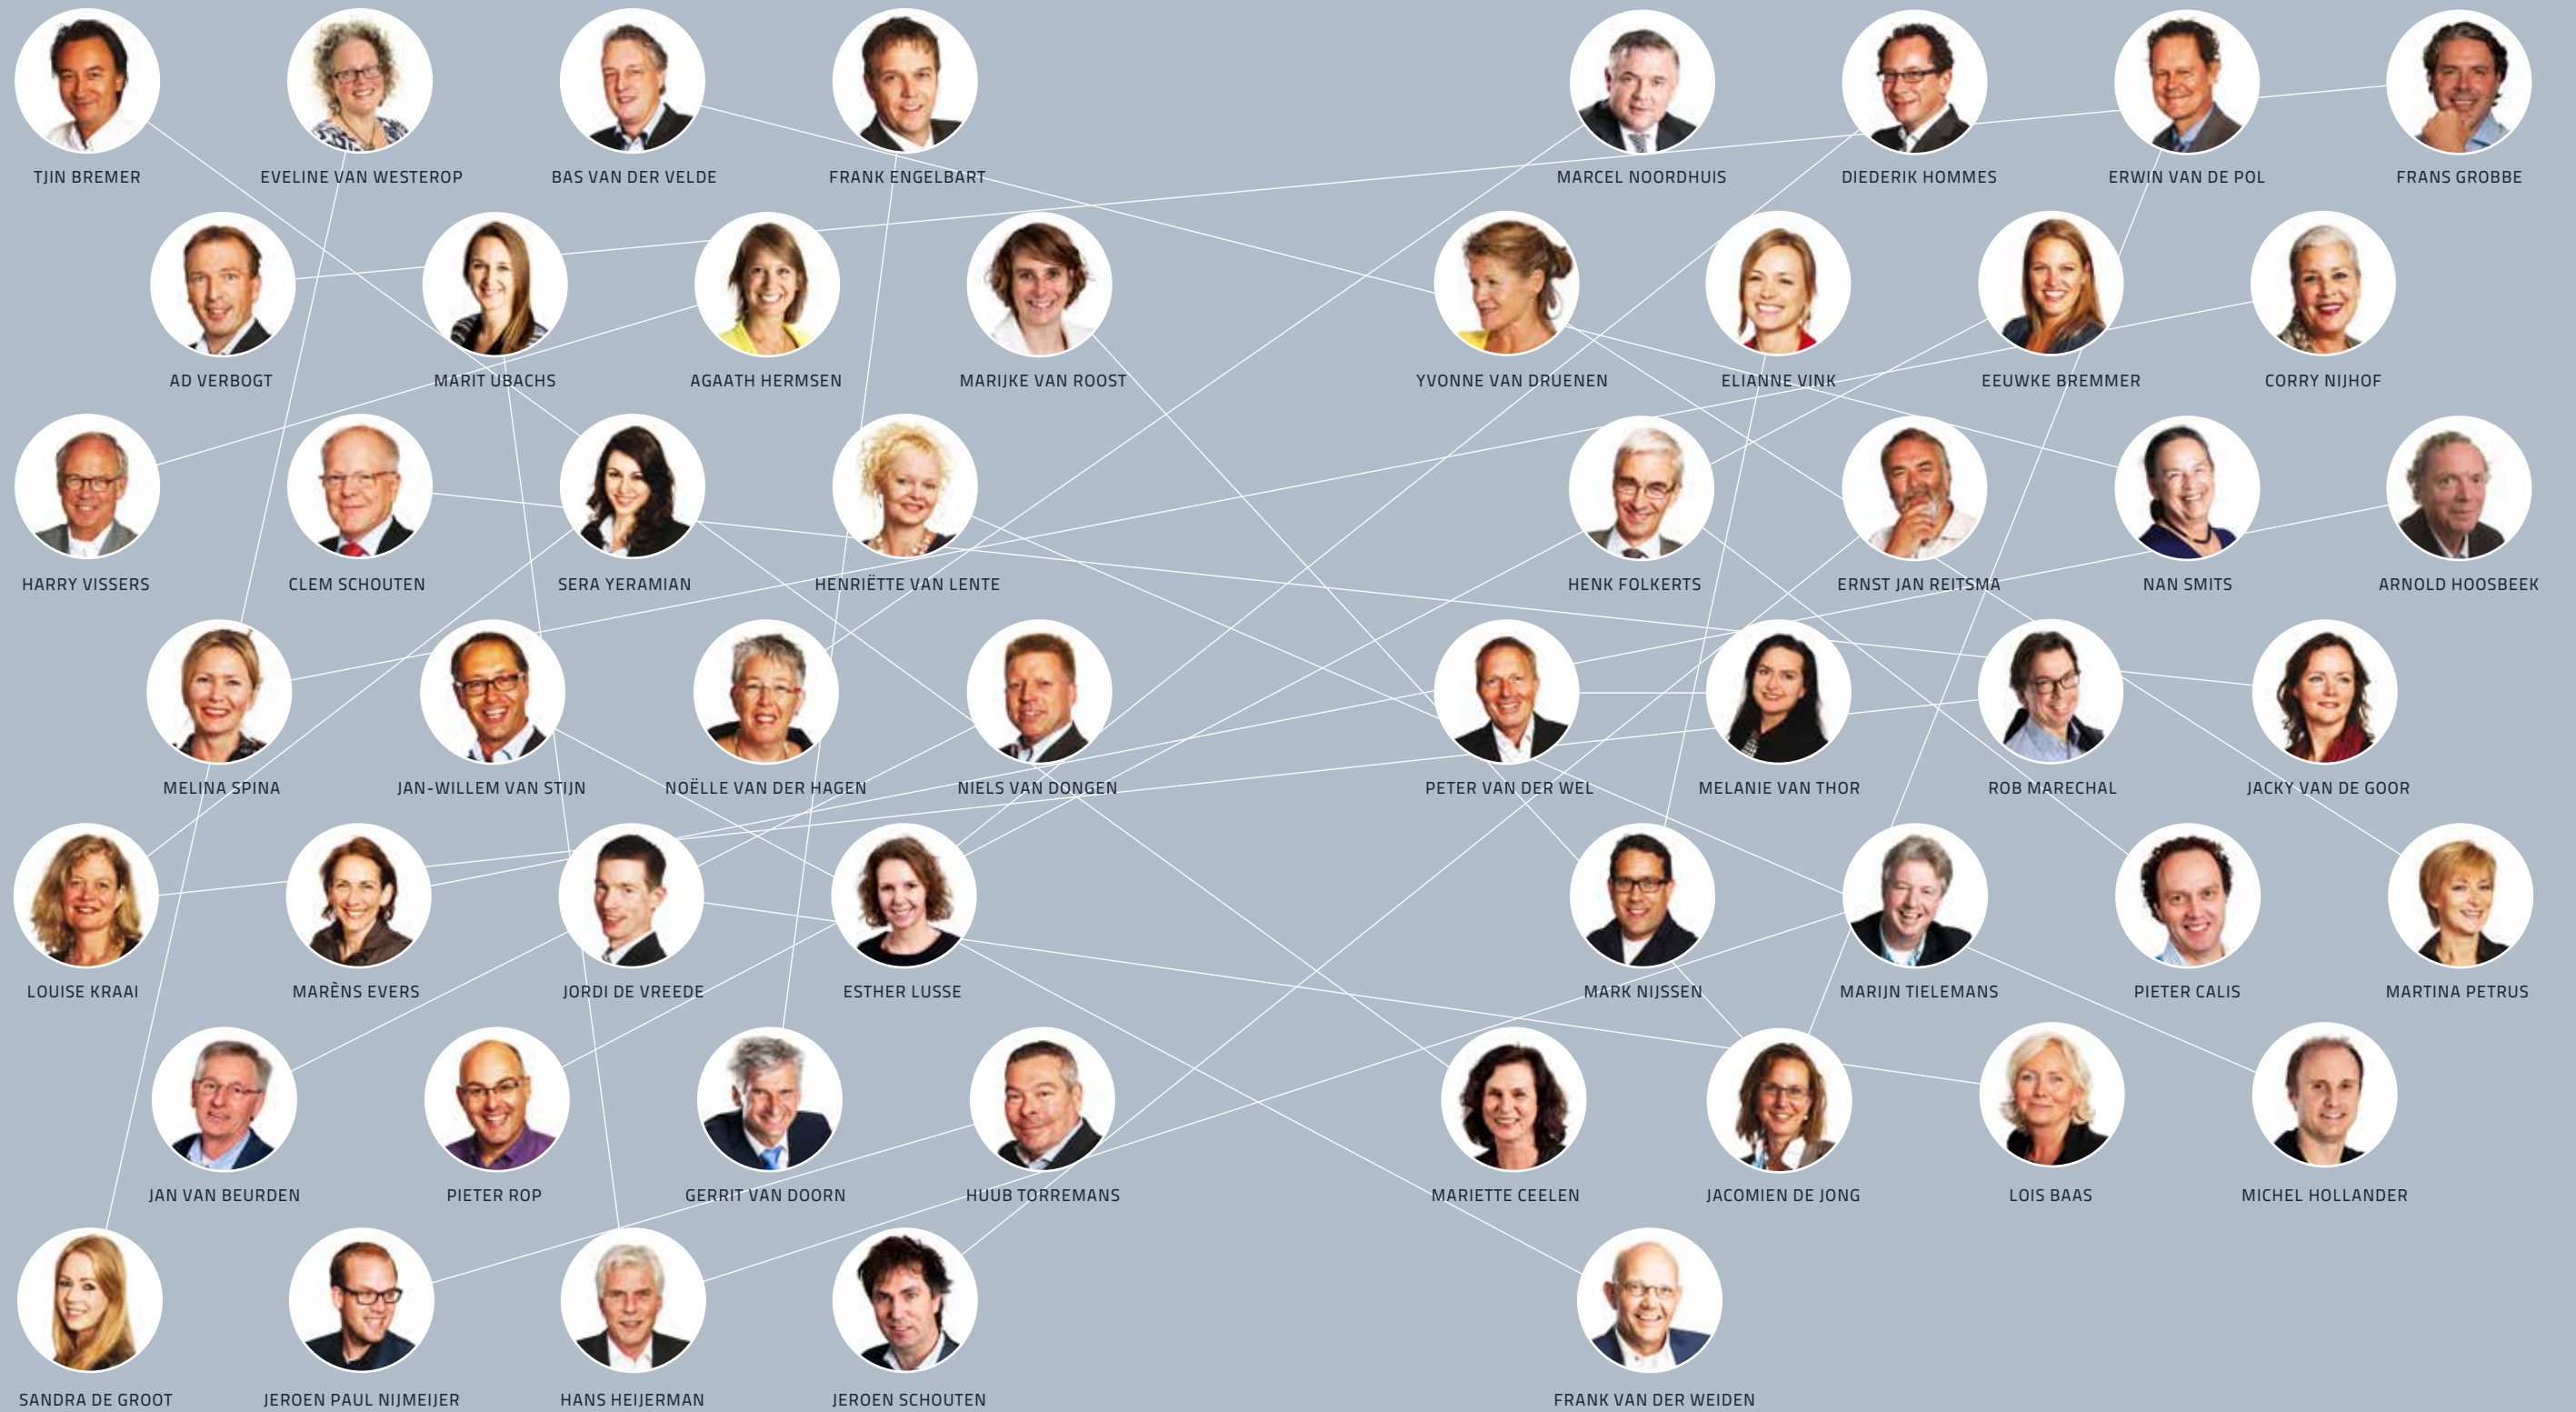 TJIN BREMER
EVELINE VAN WESTEROP
BAS VAN DER VELDE
FRANK ENGELBART
MARCEL NOORDHUIS
DIEDERIK HOMMES
ERWIN VAN DE POL
FRANS GROBBE
AD VERBOGT
MARIT UBACHS
AGAATH HERMSEN
MARIJKE VAN ROOST
YVONNE VAN DRUENEN
ELIANNE VINK
EEUWKE BREMMER
CORRY NIJHOF
HARRY VISSERS
CLEM SCHOUTEN
SERA YERAMIAN
HENRIËTTE VAN LENTE
HENK FOLKERTS
ERNST JAN REITSMA
NAN SMITS
ARNOLD HOOSBEEK
MELINA SPINA
JAN-WILLEM VAN STIJN
NOËLLE VAN DER HAGEN
NIELS VAN DONGEN
PETER VAN DER WEL
MELANIE VAN THOR
ROB MARECHAL
JACKY VAN DE GOOR
LOUISE KRAAI
MARÈNS EVERS
JORDI DE VREEDE
ESTHER LUSSE
MARK NIJSSEN
MARIJN TIELEMANS
PIETER CALIS
MARTINA PETRUS
JAN VAN BEURDEN
PIETER ROP
GERRIT VAN DOORN
HUUB TORREMANS
MARIETTE CEELEN
JACOMIEN DE JONG
LOIS BAAS
MICHEL HOLLANDER
SANDRA DE GROOT
JEROEN PAUL NIJMEIJER
HANS HEIJERMAN
JEROEN SCHOUTEN
FRANK VAN DER WEIDEN